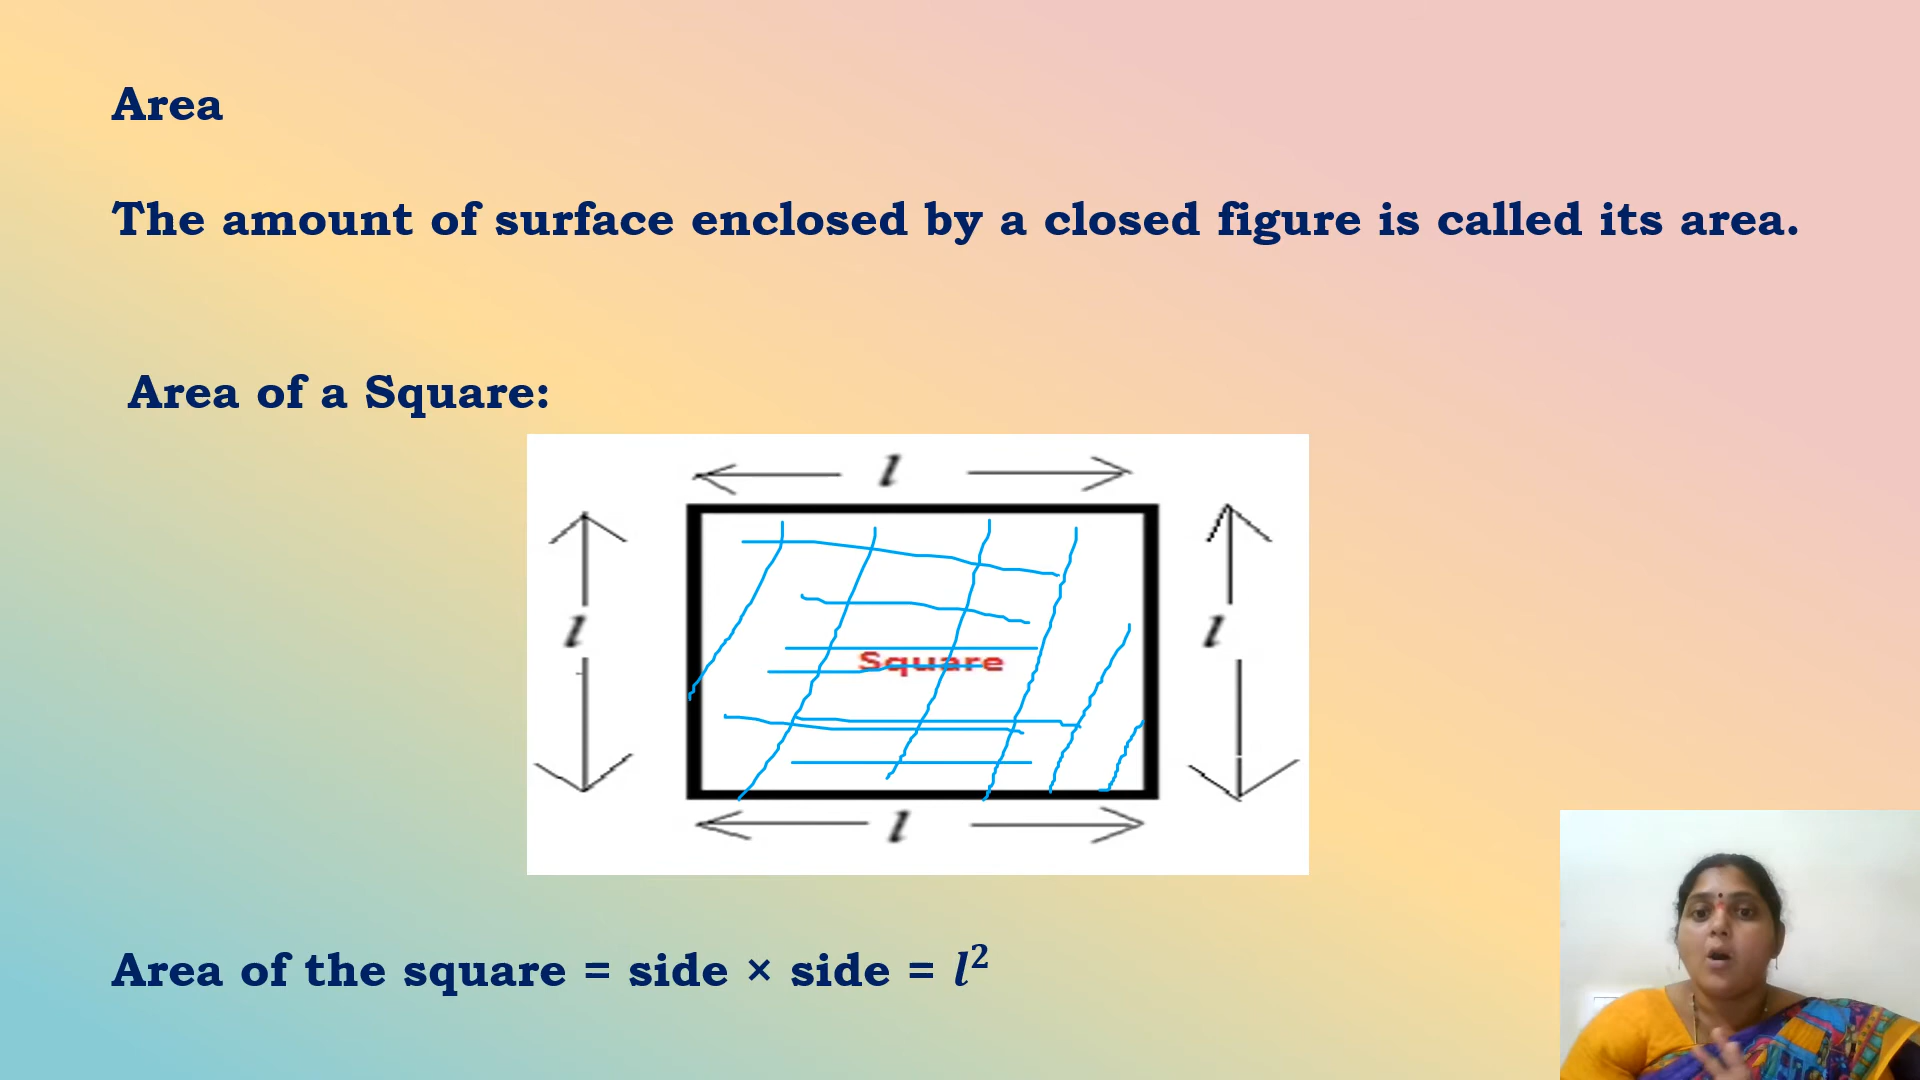 Area
The amount of surface enclosed by a closed figure is called its area.
Area of a Square:
l
l
l
Square
l
Area of the square = side × side = l²